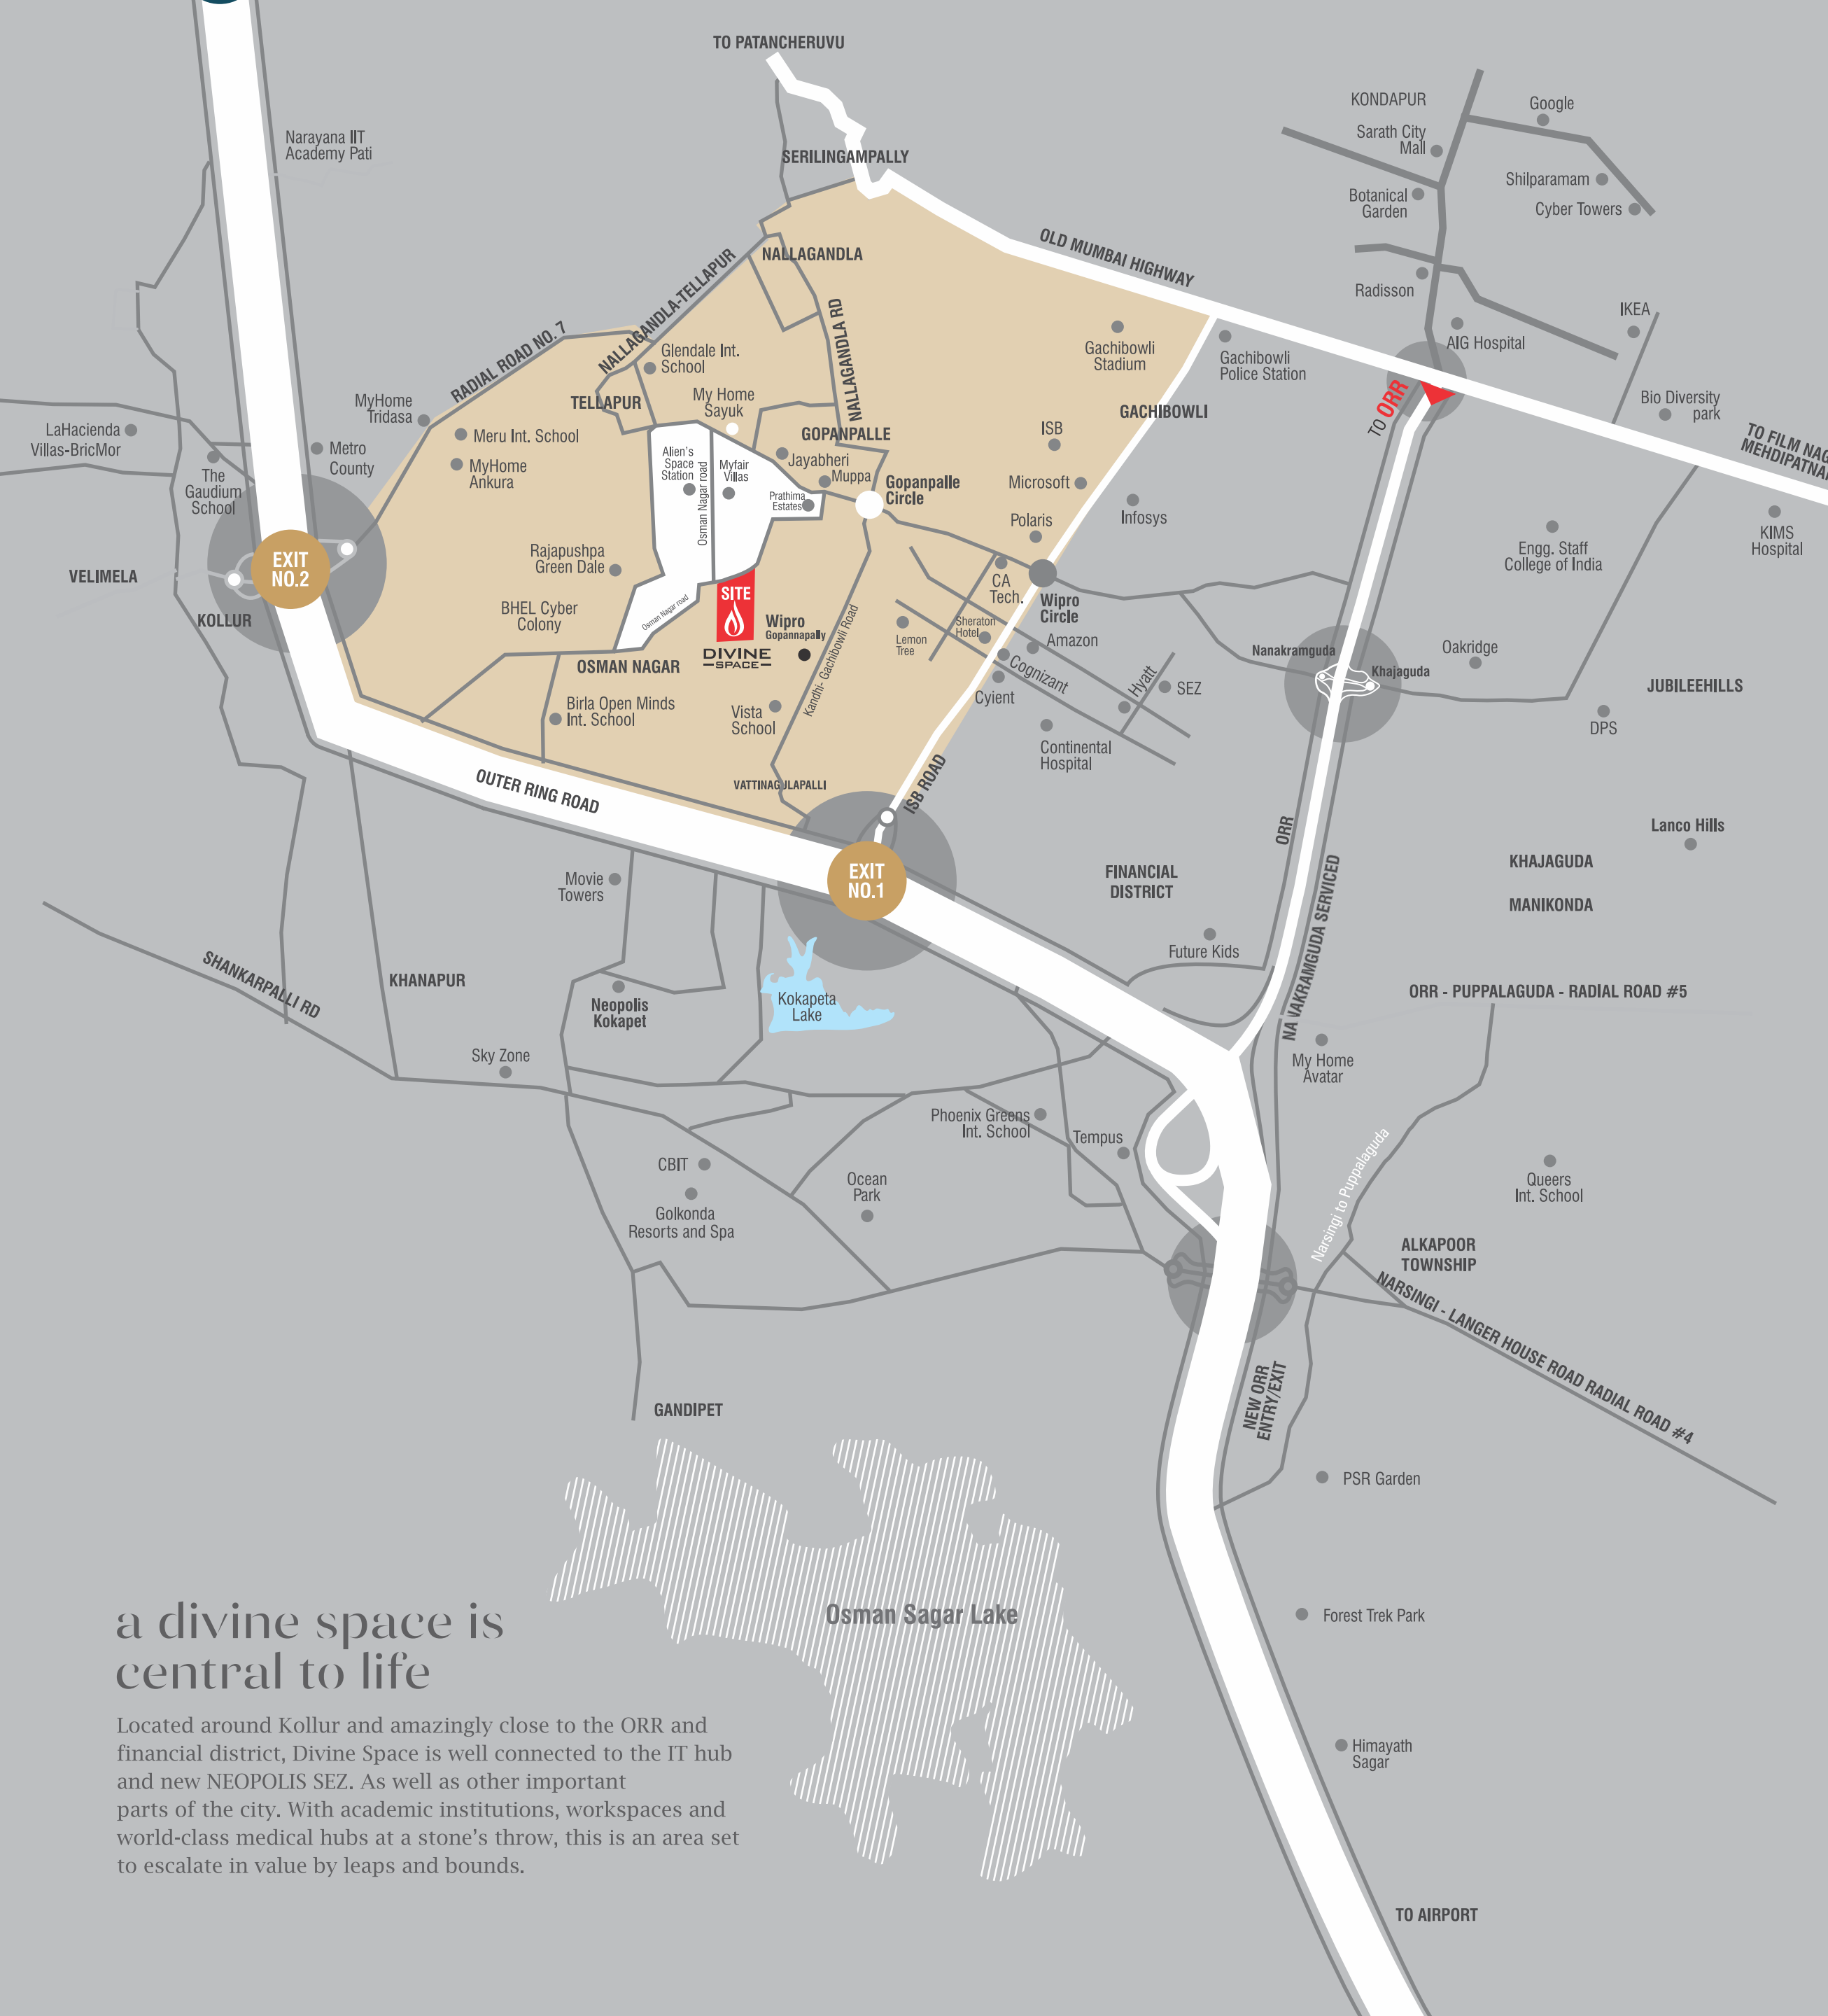 TO PATANCHERUVU
SERILINGAMPALLY
KONDAPUR
Google
Sarath City
Mall
Shilparamam
Botanical
Garden
Cyber Towers
Radisson
IKEA
AIG Hospital
Bio Diversity
park
Narayana IIT
Academy Pati
OLD MUMBAI HIGHWAY
NALLAGANDLA
NALLAGANDLA-TELLAPUR
NALLAGANDLA RD
RADIAL ROAD NO. 7
Glendale Int.
School
TELLAPUR
My Home
Sayuk
Gachibowli
Stadium
Gachibowli
Police Station
GACHIBOWLI
TO ORR
MyHome
Tridasa
LaHacienda
Villas-BricMor
Metro
County
The
Gaudium
School
Meru Int. School
MyHome
Ankura
GOPANPALLE
Jayabheri
Muppa
Alien's
Space
Station
Osman Nagar road
Myfair
Villas
Prathima
Estates
Gopanpalle
Circle
ISB
Microsoft
Infosys
Polaris
KIMS
Hospital
Engg. Staff
College of India
EXIT
NO.2
VELIMELA
KOLLUR
Rajapushpa
Green Dale
BHEL Cyber
Colony
SITE
Osman Nagar road
DIVINE
SPACE
Wipro
Gopannapally
OSMAN NAGAR
Kandhi- Gachibowli Road
CA
Tech.
Wipro
Circle
Lemon
Tree
Sheraton
Hotel
Amazon
Cognizant
Cyient
Hyatt
SEZ
Continental
Hospital
Nanakramguda
Khajaguda
Oakridge
JUBILEEHILLS
DPS
Birla Open Minds
Int. School
Vista
School
VATTINAGULAPALLI
ISB ROAD
OUTER RING ROAD
EXIT
NO.1
Lanco Hills
KHAJAGUDA
MANIKONDA
ORR
NANAKRAMGUDA SERVICED
FINANCIAL
DISTRICT
Future Kids
ORR - PUPPALAGUDA - RADIAL ROAD #5
Movie
Towers
SHANKARPALLI RD
KHANAPUR
Neopolis
Kokapet
Kokapeta
Lake
Sky Zone
My Home
Avatar
Phoenix Greens
Int. School
Tempus
CBIT
Golkonda
Resorts and Spa
Ocean
Park
Narsingi to Puppalaguda
Queers
Int. School
ALKAPOOR
TOWNSHIP
NARSINGI - LANGER HOUSE ROAD RADIAL ROAD #4
NEW ORR
ENTRY/EXIT
GANDIPET
PSR Garden
Osman Sagar Lake
Forest Trek Park
Himayath
Sagar
TO AIRPORT
a divine space is
central to life
Located around Kollur and amazingly close to the ORR and
financial district, Divine Space is well connected to the IT hub
and new NEOPOLIS SEZ. As well as other important
parts of the city. With academic institutions, workspaces and
world-class medical hubs at a stone's throw, this is an area set
to escalate in value by leaps and bounds.